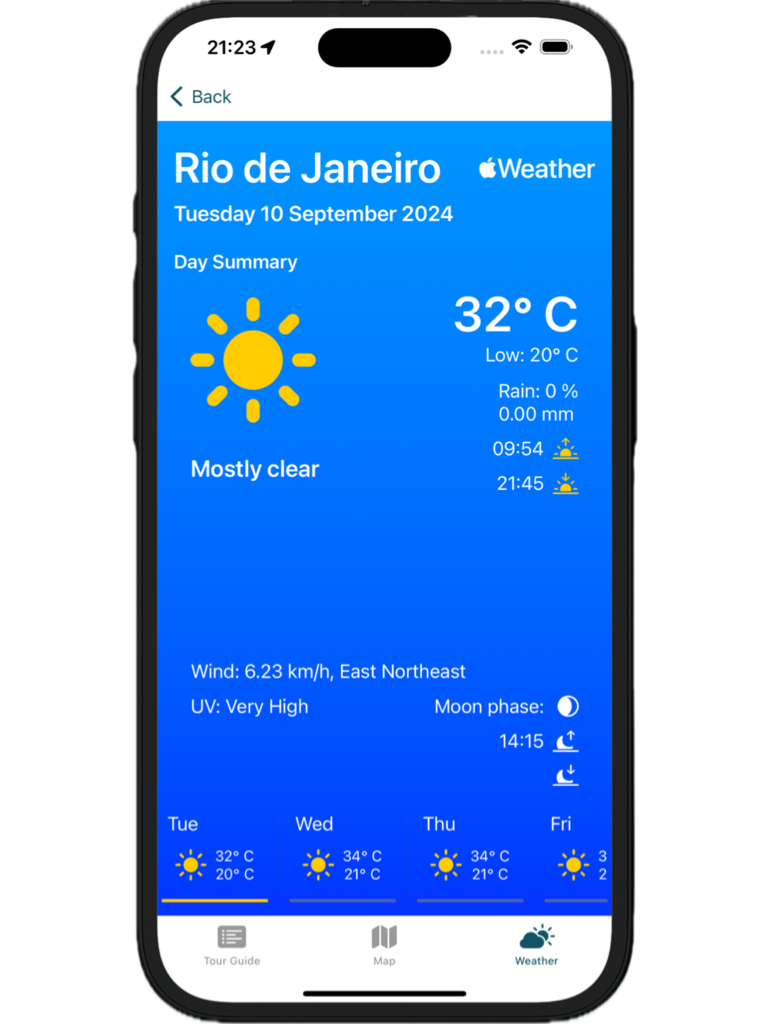 21:23
Back
Rio de Janeiro
Weather
Tuesday 10 September 2024
Day Summary
32° C
Low: 20° C
Rain: 0 %
0.00 mm
09:54
21:45
Mostly clear
Wind: 6.23 km/h, East Northeast
UV: Very High
Moon phase:
14:15
Tue
32° C
20° C
Wed
34° C
21° C
Thu
34° C
21° C
Fri
3
2
Tour Guide
Map
Weather